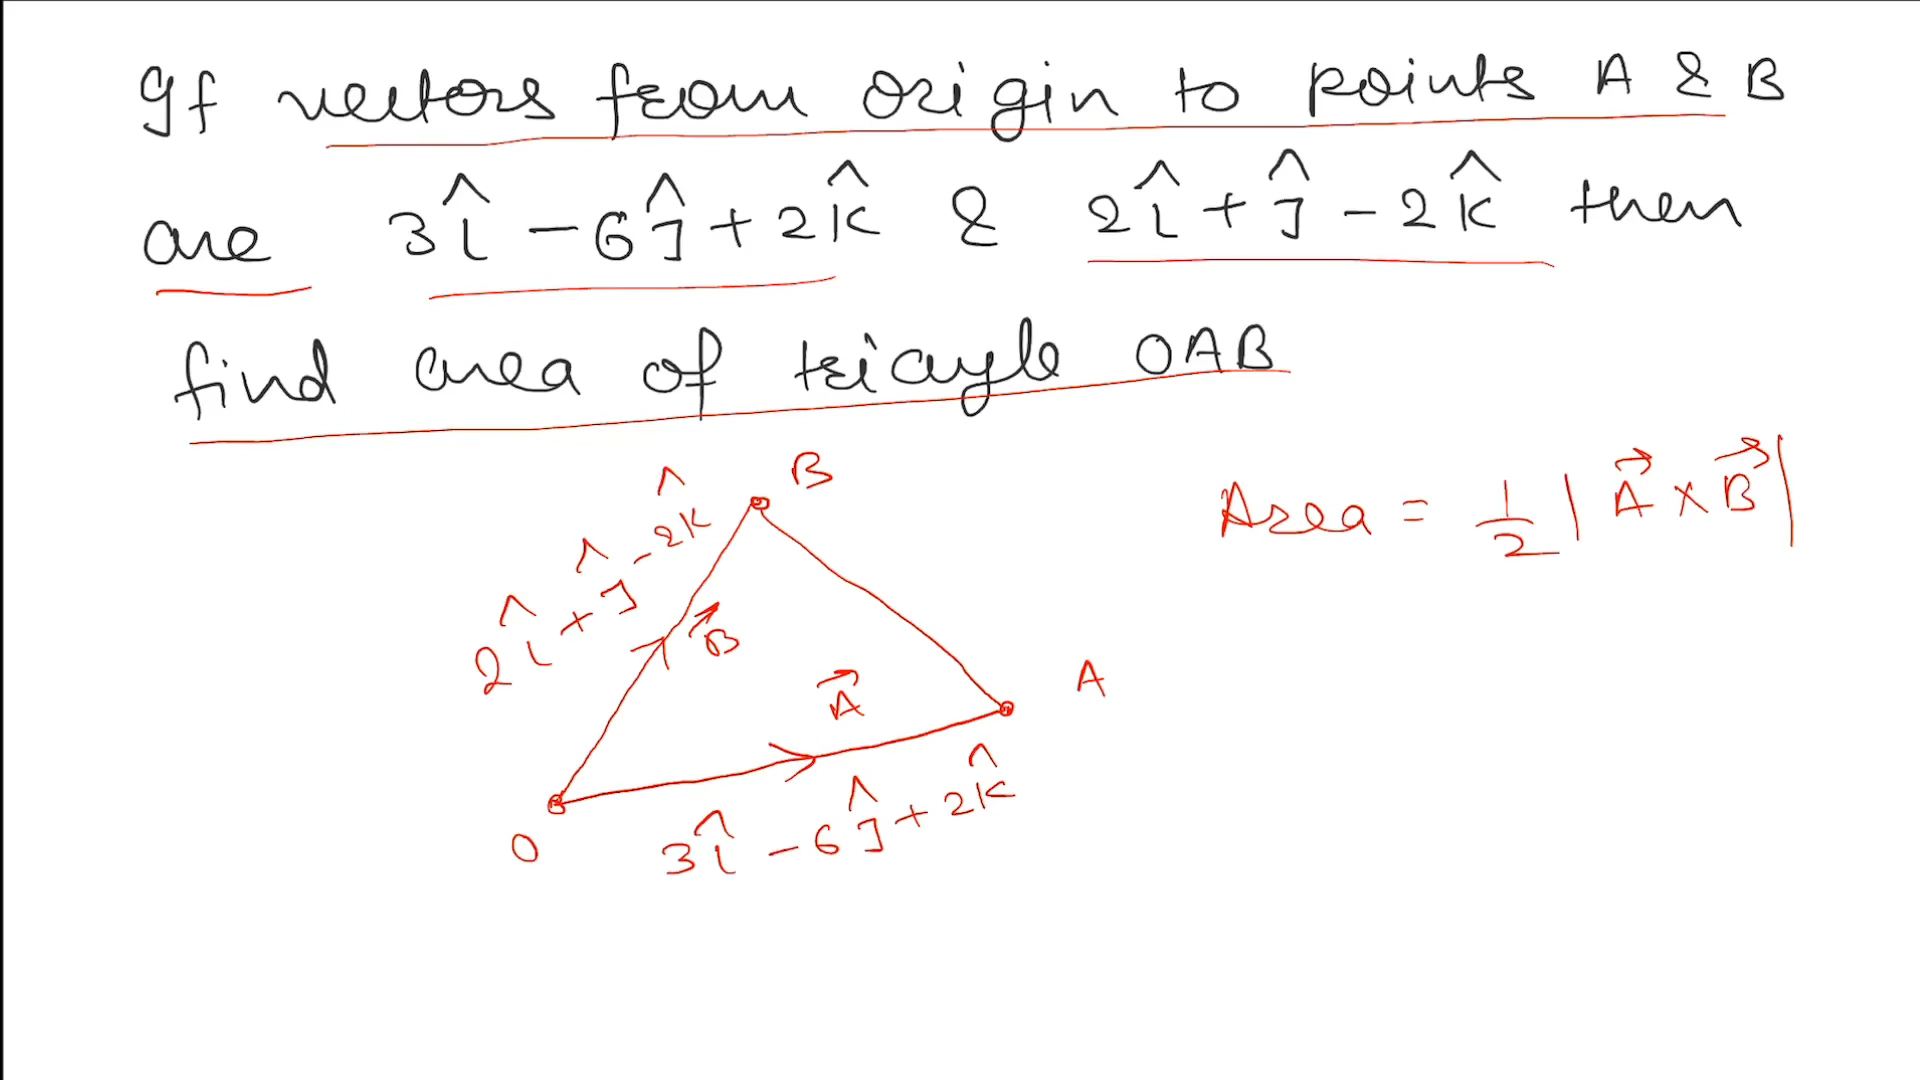 If vectors from origin to points A & B
are 3î - 6ĵ + 2k̂ & 2î + ĵ - 2k̂ then
find area of triangle OAB
B
Area = 1/2 | A⃗ × B⃗ |
2î + ĵ - 2k̂
B⃗
A⃗
A
O
3î - 6ĵ + 2k̂